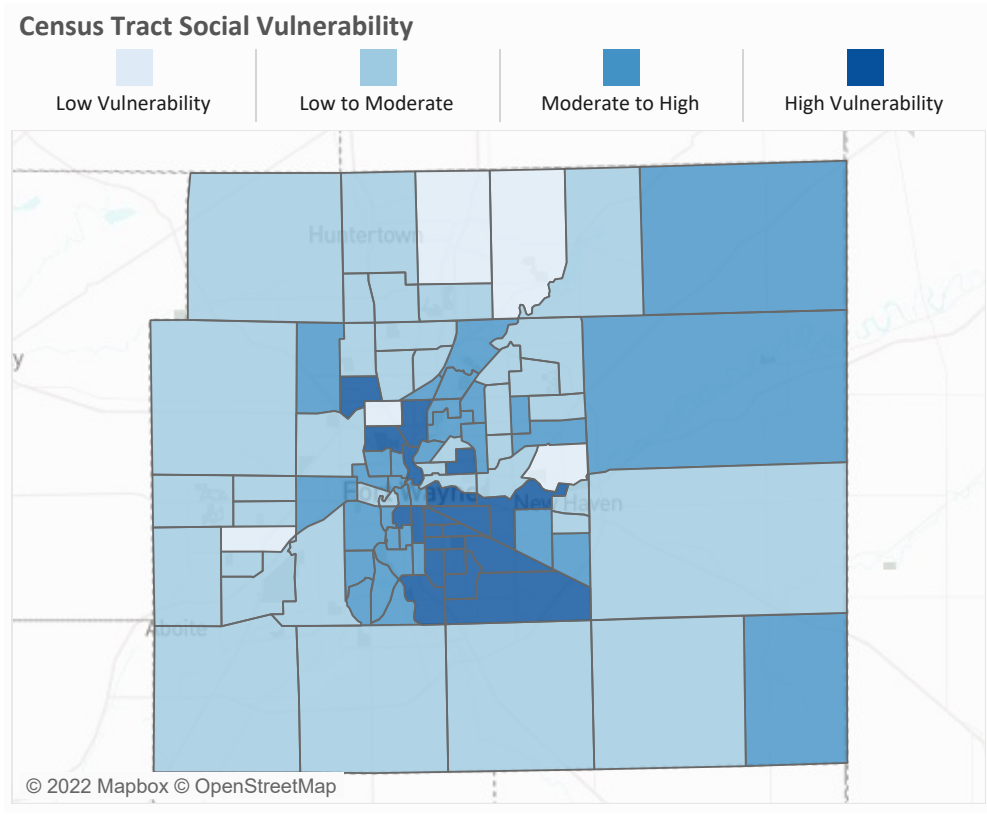 Census Tract Social Vulnerability
Low Vulnerability
Low to Moderate
Moderate to High
High Vulnerability
Huntertown
y
Fort Wayne
New Haven
Aboite
© 2022 Mapbox © OpenStreetMap